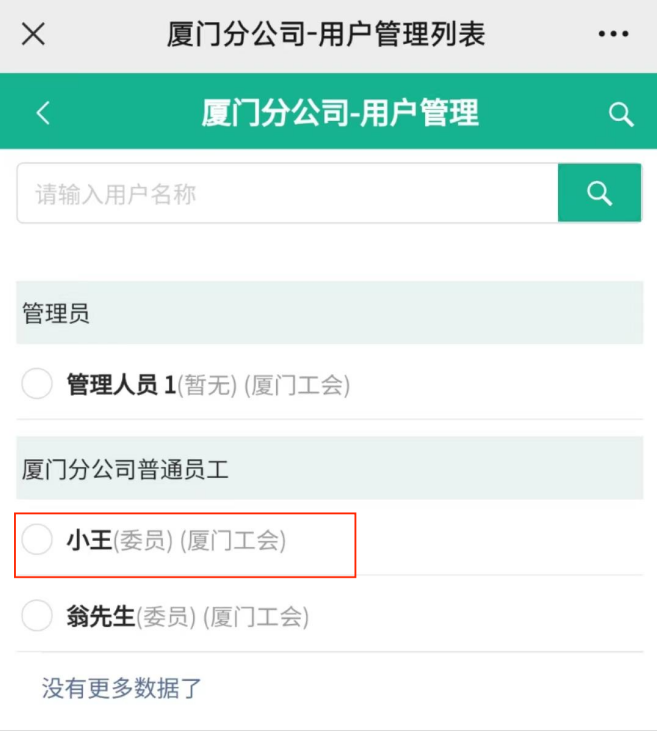 厦门分公司-用户管理列表
厦门分公司-用户管理
请输入用户名称
管理员
管理人员 1(暂无) (厦门工会)
厦门分公司普通员工
小王(委员) (厦门工会)
翁先生(委员) (厦门工会)
没有更多数据了